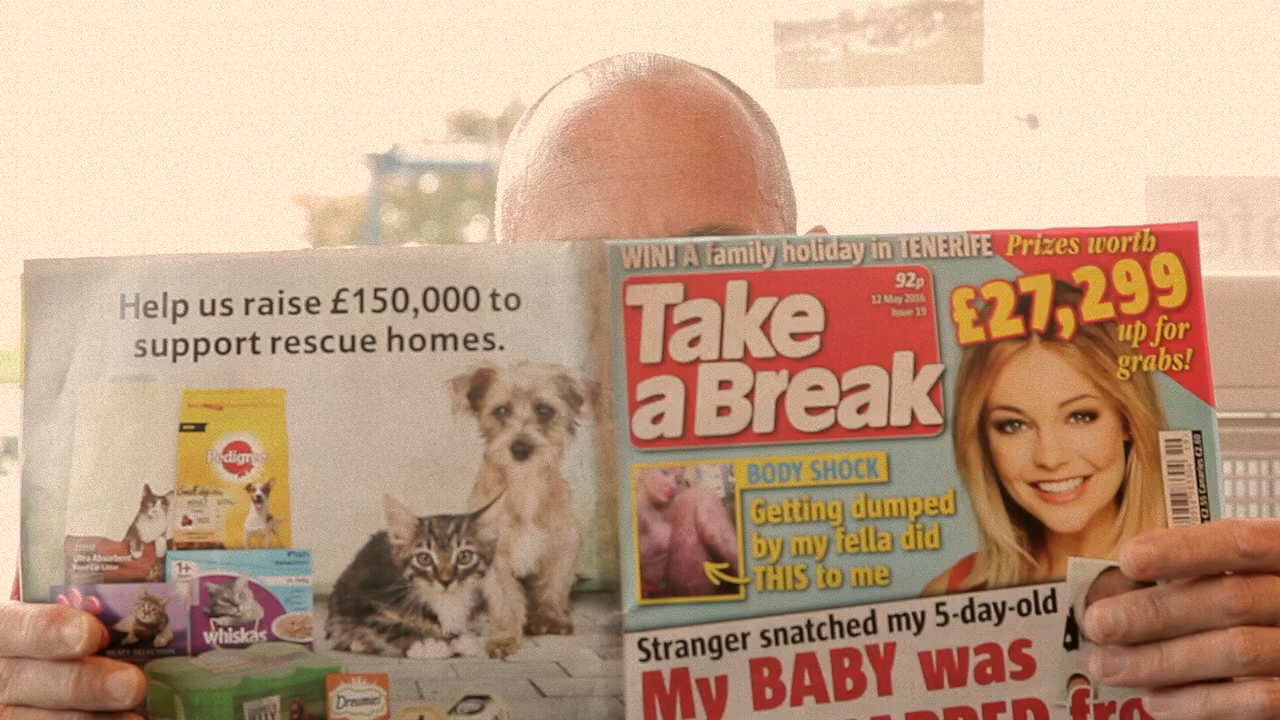 Help us raise £150,000 to
support rescue homes.
Pedigree
1+
whiskas
Dreamies
WIN! A family holiday in TENERIFE
Prizes worth
£27,299
up for
grabs!
Take
a Break
92p
12 May 2016
Issue 19
BODY SHOCK
Getting dumped
by my fella did
THIS to me
Stranger snatched my 5-day-old
My BABY was